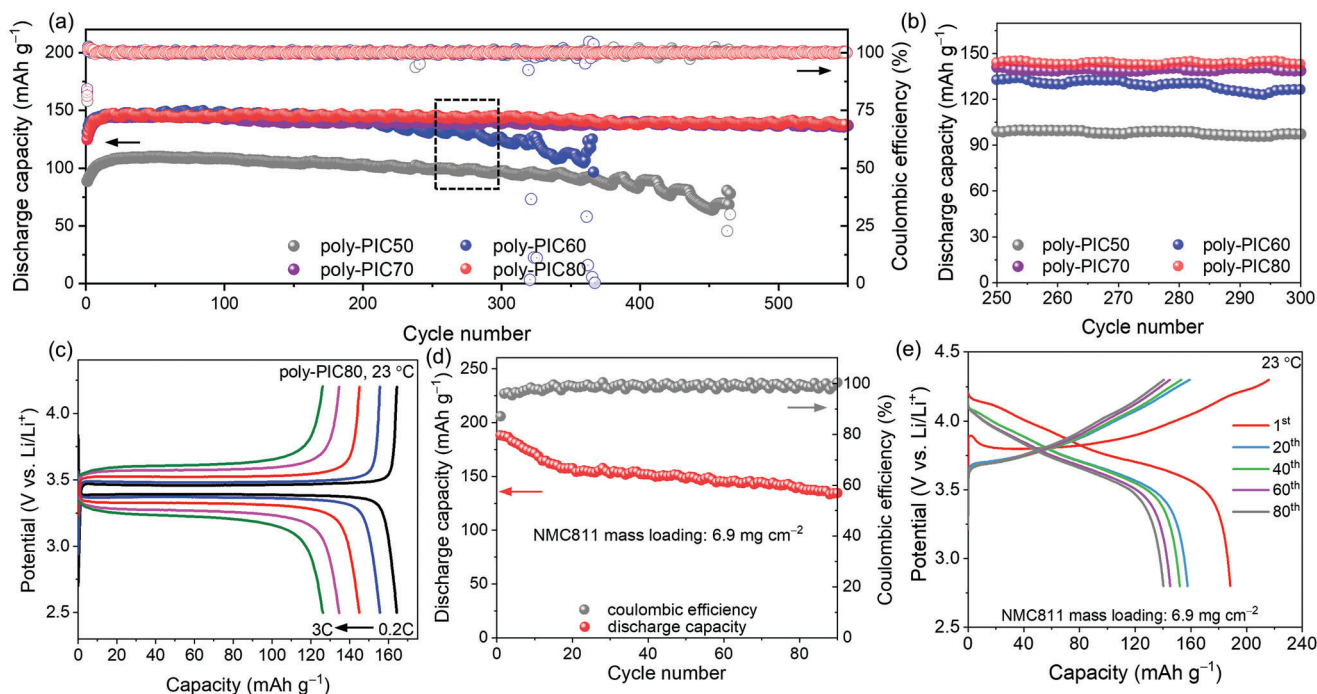 (a)
Discharge capacity (mAh g⁻¹)
200
150
100
50
0
poly-PIC50
poly-PIC60
poly-PIC70
poly-PIC80
0
100
200
300
400
500
Cycle number
100
75
50
25
0
Coulombic efficiency (%)
(b)
Discharge capacity (mAh g⁻¹)
180
150
120
90
60
30
0
poly-PIC50
poly-PIC60
poly-PIC70
poly-PIC80
250
260
270
280
290
300
Cycle number
(c)
poly-PIC80, 23 °C
Potential (V vs. Li/Li⁺)
4.0
3.5
3.0
2.5
3C
0.2C
0
20
40
60
80
100
120
140
160
Capacity (mAh g⁻¹)
(d)
Discharge capacity (mAh g⁻¹)
250
200
150
100
50
0
NMC811 mass loading: 6.9 mg cm⁻²
coulombic efficiency
discharge capacity
0
20
40
60
80
Cycle number
100
80
60
40
20
0
Coulombic efficiency (%)
(e)
23 °C
Potential (V vs. Li/Li⁺)
4.5
4.0
3.5
3.0
2.5
1ˢᵗ
20ᵗʰ
40ᵗʰ
60ᵗʰ
80ᵗʰ
NMC811 mass loading: 6.9 mg cm⁻²
0
40
80
120
160
200
240
Capacity (mAh g⁻¹)